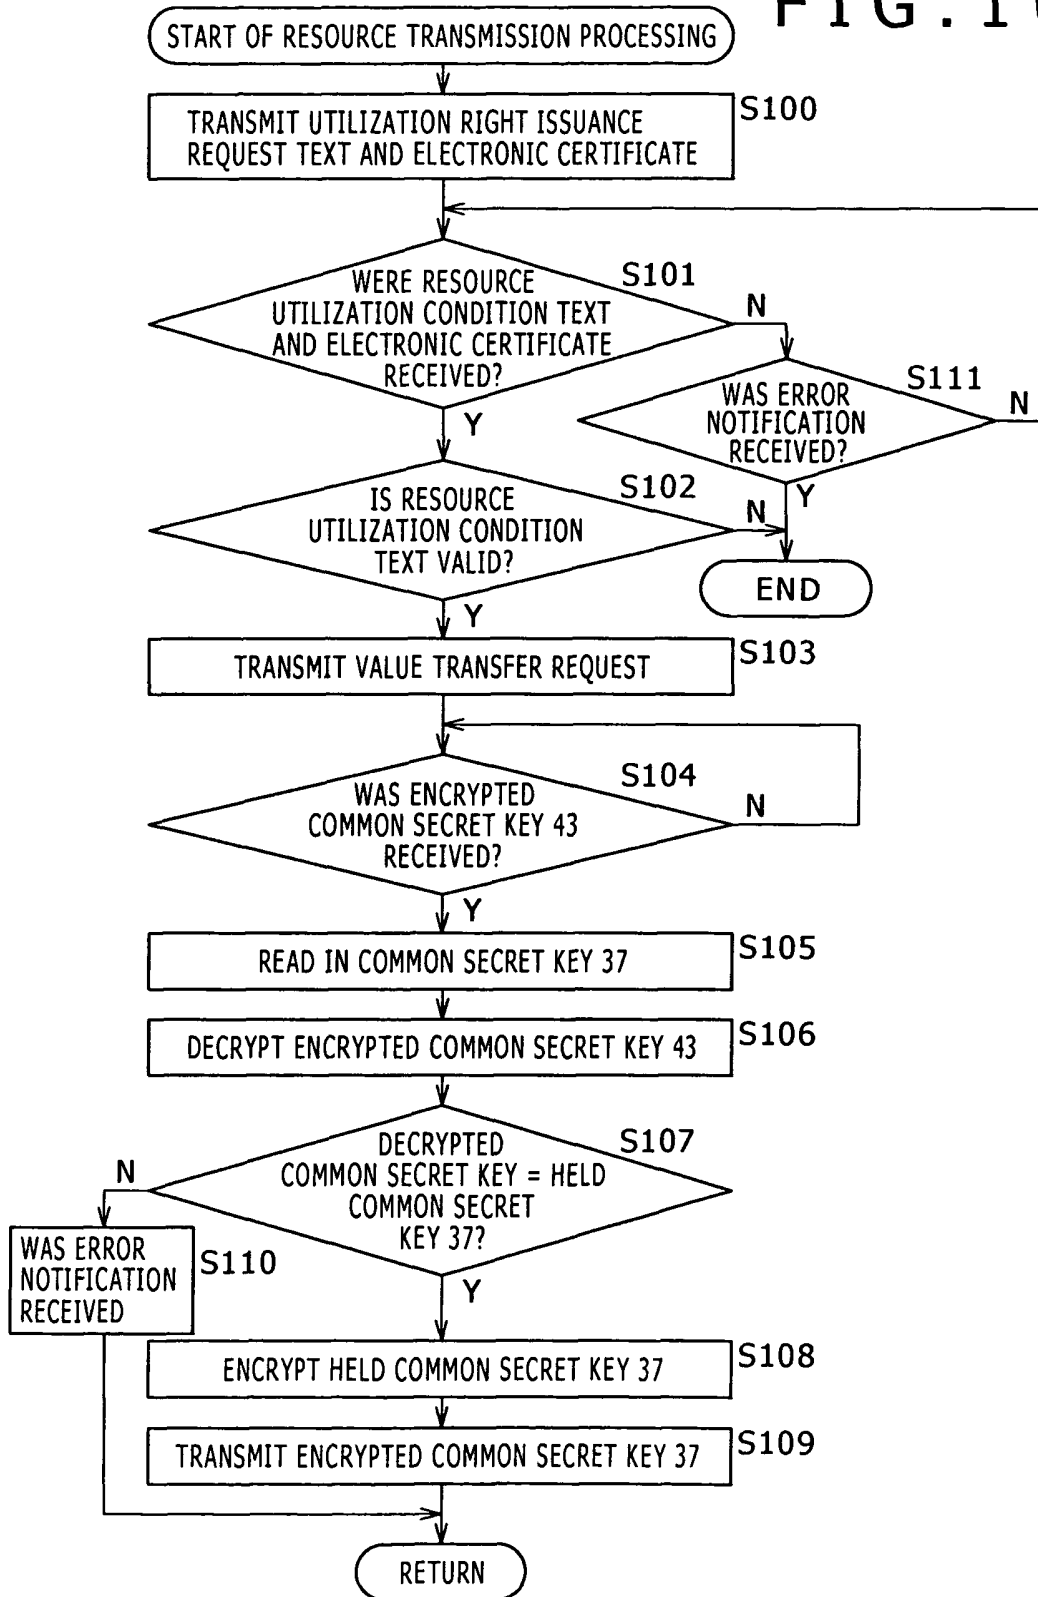 FIG.10
START OF RESOURCE TRANSMISSION PROCESSING
S100
TRANSMIT UTILIZATION RIGHT ISSUANCE
REQUEST TEXT AND ELECTRONIC CERTIFICATE
S101
WERE RESOURCE
UTILIZATION CONDITION TEXT
AND ELECTRONIC CERTIFICATE
RECEIVED?
N
Y
S111
WAS ERROR
NOTIFICATION
RECEIVED?
N
Y
S102
IS RESOURCE
UTILIZATION CONDITION
TEXT VALID?
N
Y
END
TRANSMIT VALUE TRANSFER REQUEST
S103
S104
WAS ENCRYPTED
COMMON SECRET KEY 43
RECEIVED?
N
Y
READ IN COMMON SECRET KEY 37
S105
DECRYPT ENCRYPTED COMMON SECRET KEY 43
S106
S107
DECRYPTED
COMMON SECRET KEY = HELD
COMMON SECRET
KEY 37?
N
Y
WAS ERROR
NOTIFICATION
RECEIVED
S110
ENCRYPT HELD COMMON SECRET KEY 37
S108
TRANSMIT ENCRYPTED COMMON SECRET KEY 37
S109
RETURN